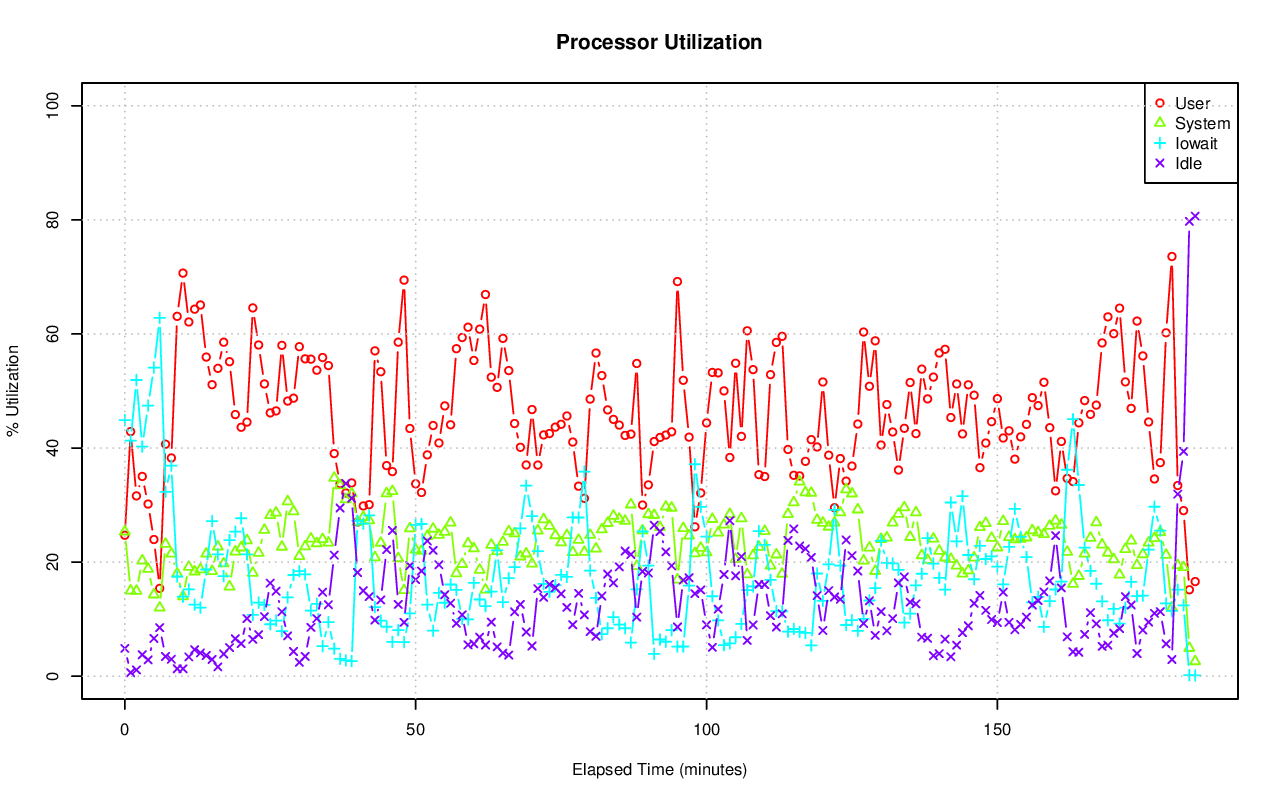 Processor Utilization
User
System
Iowait
Idle
% Utilization
100
80
60
40
20
0
0 50 100 150
Elapsed Time (minutes)